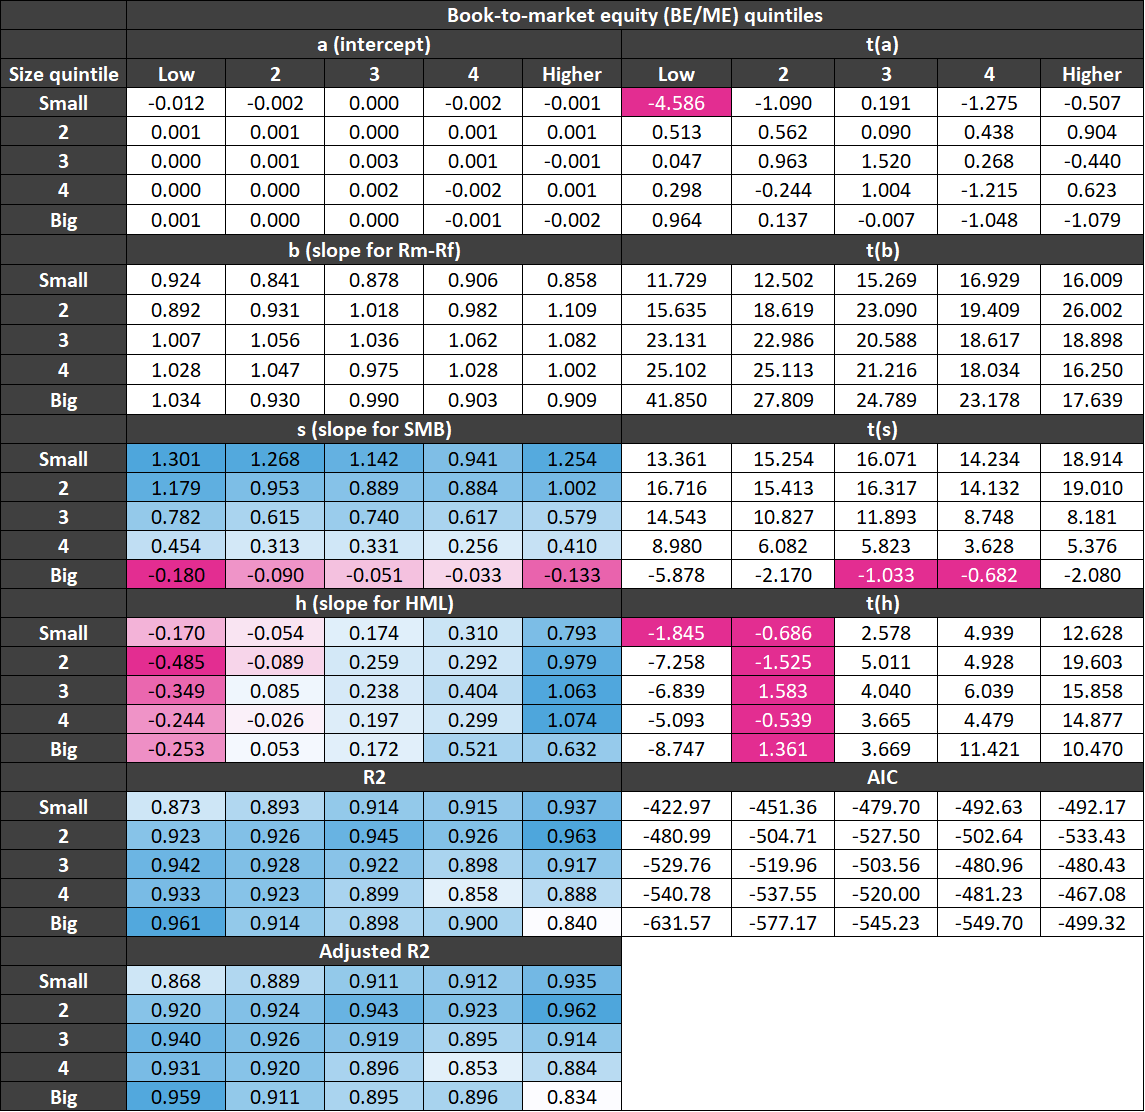 Book-to-market equity (BE/ME) quintiles
a (intercept) t(a)
Size quintile Low 2 3 4 Higher Low 2 3 4 Higher
Small -0.012 -0.002 0.000 -0.002 -0.001 -4.586 -1.090 0.191 -1.275 -0.507
2 0.001 0.001 0.000 0.001 0.001 0.513 0.562 0.090 0.438 0.904
3 0.000 0.001 0.003 0.001 -0.001 0.047 0.963 1.520 0.268 -0.440
4 0.000 0.000 0.002 -0.002 0.001 0.298 -0.244 1.004 -1.215 0.623
Big 0.001 0.000 0.000 -0.001 -0.002 0.964 0.137 -0.007 -1.048 -1.079
b (slope for Rm-Rf) t(b)
Small 0.924 0.841 0.878 0.906 0.858 11.729 12.502 15.269 16.929 16.009
2 0.892 0.931 1.018 0.982 1.109 15.635 18.619 23.090 19.409 26.002
3 1.007 1.056 1.036 1.062 1.082 23.131 22.986 20.588 18.617 18.898
4 1.028 1.047 0.975 1.028 1.002 25.102 25.113 21.216 18.034 16.250
Big 1.034 0.930 0.990 0.903 0.909 41.850 27.809 24.789 23.178 17.639
s (slope for SMB) t(s)
Small 1.301 1.268 1.142 0.941 1.254 13.361 15.254 16.071 14.234 18.914
2 1.179 0.953 0.889 0.884 1.002 16.716 15.413 16.317 14.132 19.010
3 0.782 0.615 0.740 0.617 0.579 14.543 10.827 11.893 8.748 8.181
4 0.454 0.313 0.331 0.256 0.410 8.980 6.082 5.823 3.628 5.376
Big -0.180 -0.090 -0.051 -0.033 -0.133 -5.878 -2.170 -1.033 -0.682 -2.080
h (slope for HML) t(h)
Small -0.170 -0.054 0.174 0.310 0.793 -1.845 -0.686 2.578 4.939 12.628
2 -0.485 -0.089 0.259 0.292 0.979 -7.258 -1.525 5.011 4.928 19.603
3 -0.349 0.085 0.238 0.404 1.063 -6.839 1.583 4.040 6.039 15.858
4 -0.244 -0.026 0.197 0.299 1.074 -5.093 -0.539 3.665 4.479 14.877
Big -0.253 0.053 0.172 0.521 0.632 -8.747 1.361 3.669 11.421 10.470
R2 AIC
Small 0.873 0.893 0.914 0.915 0.937 -422.97 -451.36 -479.70 -492.63 -492.17
2 0.923 0.926 0.945 0.926 0.963 -480.99 -504.71 -527.50 -502.64 -533.43
3 0.942 0.928 0.922 0.898 0.917 -529.76 -519.96 -503.56 -480.96 -480.43
4 0.933 0.923 0.899 0.858 0.888 -540.78 -537.55 -520.00 -481.23 -467.08
Big 0.961 0.914 0.898 0.900 0.840 -631.57 -577.17 -545.23 -549.70 -499.32
Adjusted R2
Small 0.868 0.889 0.911 0.912 0.935
2 0.920 0.924 0.943 0.923 0.962
3 0.940 0.926 0.919 0.895 0.914
4 0.931 0.920 0.896 0.853 0.884
Big 0.959 0.911 0.895 0.896 0.834